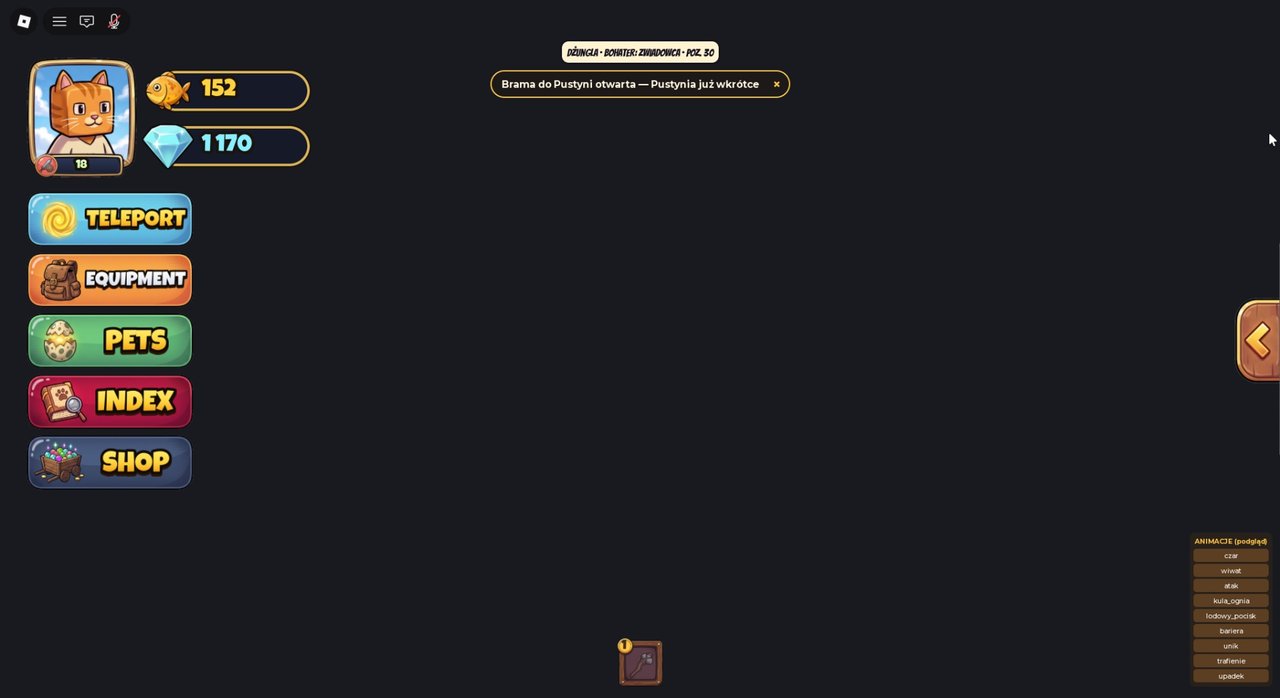 DŻUNGLA · BOHATER: ZWIADOWCA · POZ. 30
Brama do Pustyni otwarta — Pustynia już wkrótce ×
152
1 170
18
TELEPORT
EQUIPMENT
PETS
INDEX
SHOP
ANIMACJE (podgląd)
czar
wiwat
atak
kula_ognia
lodowy_pocisk
bariera
unik
trafienie
upadek
1